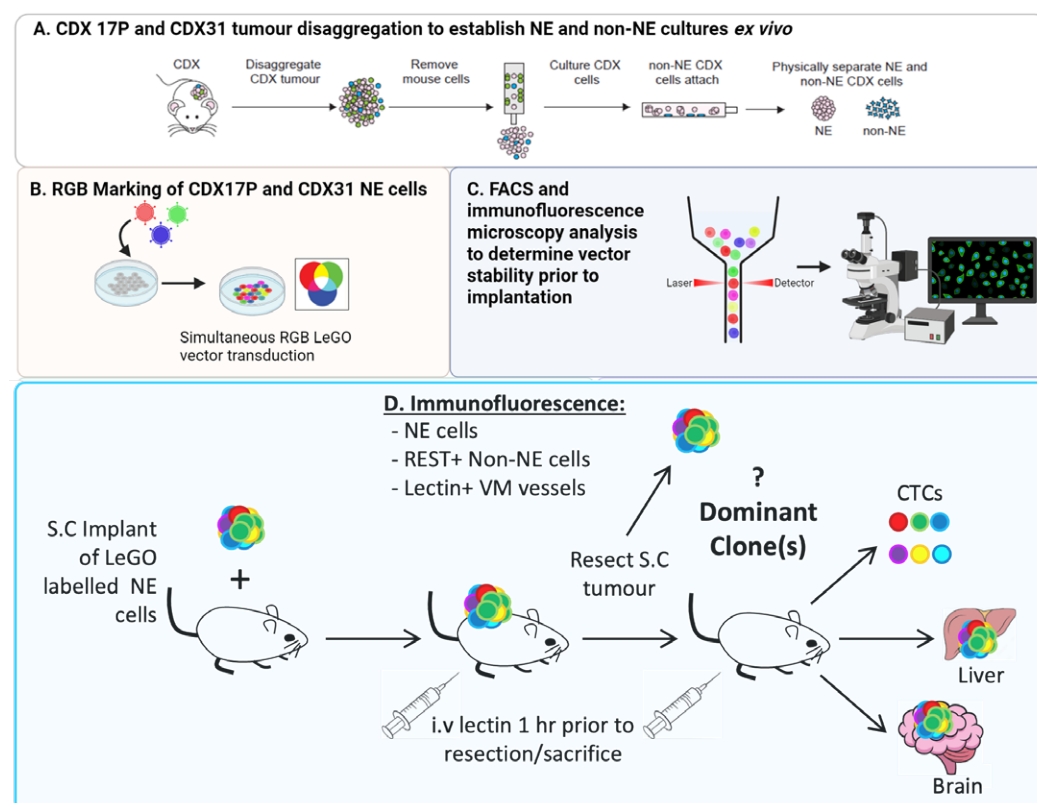 A. CDX 17P and CDX31 tumour disaggregation to establish NE and non-NE cultures ex vivo
CDX
Disaggregate
CDX tumour
Remove
mouse cells
Culture CDX
cells
non-NE CDX
cells attach
Physically separate NE and
non-NE CDX cells
NE
non-NE
B. RGB Marking of CDX17P and CDX31 NE cells
Simultaneous RGB LeGO
vector transduction
C. FACS and
immunofluorescence
microscopy analysis
to determine vector
stability prior to
implantation
Laser
Detector
D. Immunofluorescence:
- NE cells
- REST+ Non-NE cells
- Lectin+ VM vessels
S.C Implant
of LeGO
labelled NE
cells
+
Resect S.C
tumour
?
Dominant
Clone(s)
CTCs
Liver
Brain
i.v lectin 1 hr prior to
resection/sacrifice